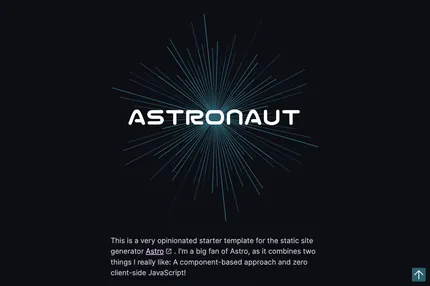 ASTRONAUT
This is a very opinionated starter template for the static site
generator Astro . I'm a big fan of Astro, as it combines two
things I really like: A component-based approach and zero
client-side JavaScript!